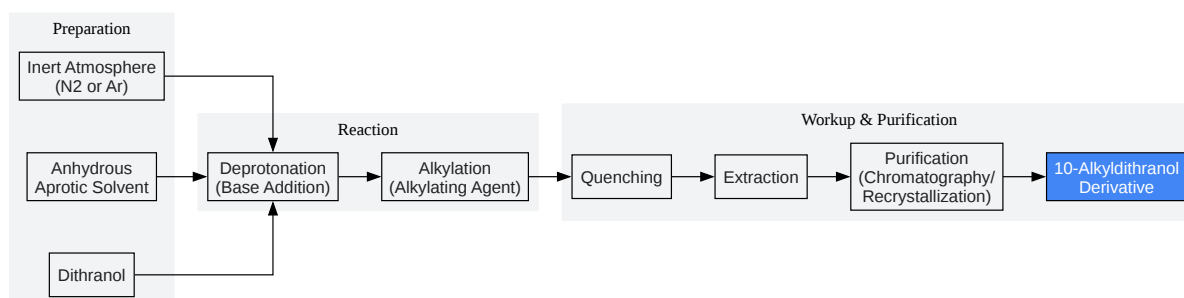 Preparation
Inert Atmosphere
(N2 or Ar)
Anhydrous
Aprotic Solvent
Dithranol
Reaction
Deprotonation
(Base Addition)
Alkylation
(Alkylating Agent)
Workup & Purification
Quenching
Extraction
Purification
(Chromatography/
Recrystallization)
10-Alkyldithranol
Derivative